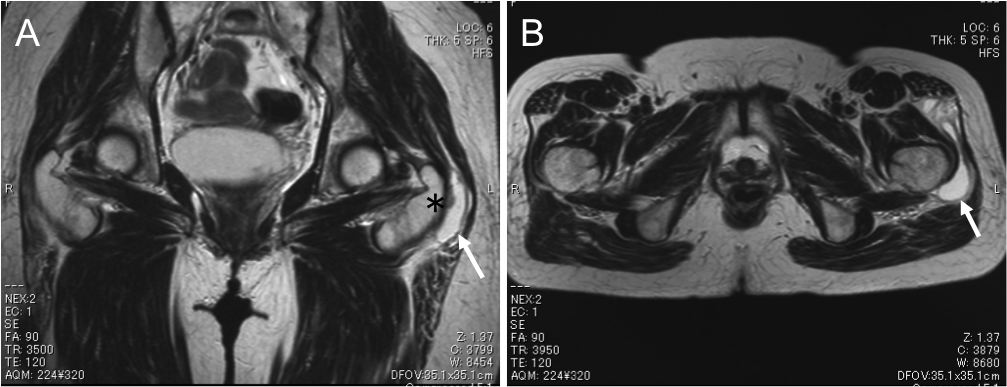 A
LOC: 6
THK: 5 SP: 6
HFS
R
L
*
NEX:2
EC: 1
SE
FA: 90
TR: 3500
TE: 120
AQM: 224¥320
Z: 1.37
C: 3799
W: 8454
DFOV:35.1x35.1cm
B
LOC: 6
THK: 5 SP: 6
HFS
R
L
NEX:2
EC: 1
SE
FA: 90
TR: 3950
TE: 120
AQM: 224¥320
Z: 1.37
C: 3879
W: 8680
DFOV:35.1x35.1cm